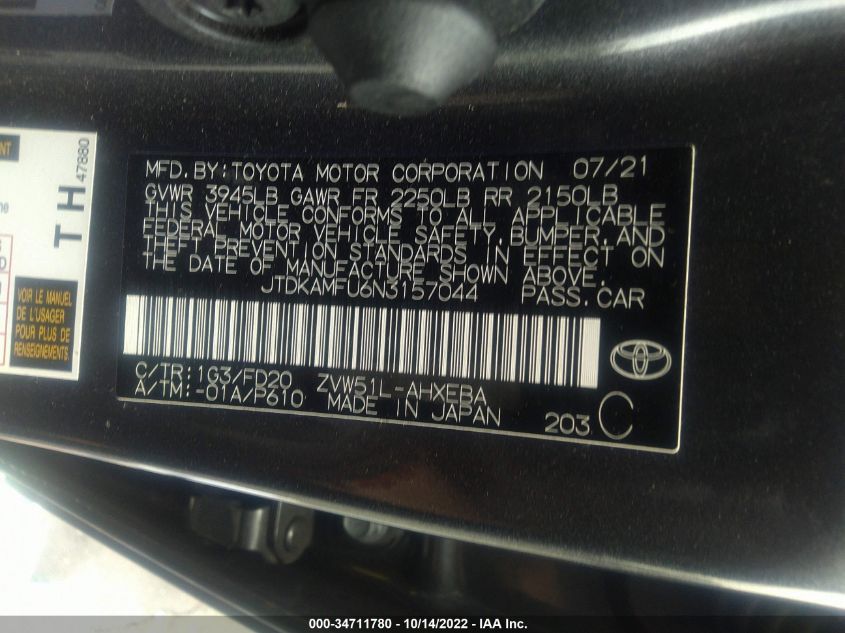 MFD.BY:TOYOTA MOTOR CORPORATION 07/21
GVWR 3945LB GAWR FR 2250LB RR 2150LB
THIS VEHICLE CONFORMS TO ALL APPLICABLE
FEDERAL MOTOR VEHICLE SAFETY,BUMPER,AND
THEFT PREVENTION STANDARDS IN EFFECT ON
THE DATE OF MANUFACTURE SHOWN ABOVE.
JTDKAMFU6N3157044 PASS.CAR
C/TR:1G3/FD20 ZVW51L-AHXEBA
A/TM:-01A/P610 MADE IN JAPAN
203 C
TH
47880
VOIR LE MANUEL
DE L'USAGER
POUR PLUS DE
RENSEIGNEMENTS
000-34711780 - 10/14/2022 - IAA Inc.